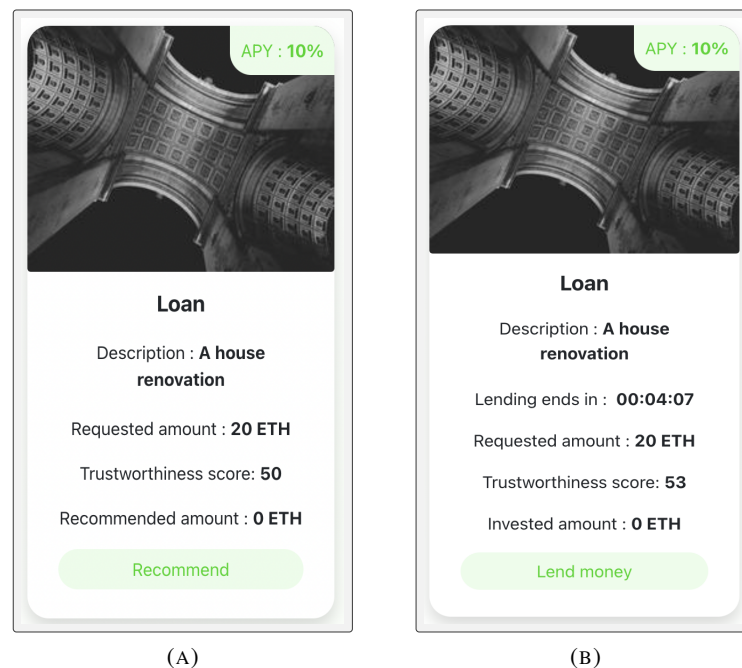 APY : 10%
Loan
Description : A house
renovation
Requested amount : 20 ETH
Trustworthiness score: 50
Recommended amount : 0 ETH
Recommend
(A)
APY : 10%
Loan
Description : A house
renovation
Lending ends in : 00:04:07
Requested amount : 20 ETH
Trustworthiness score: 53
Invested amount : 0 ETH
Lend money
(B)